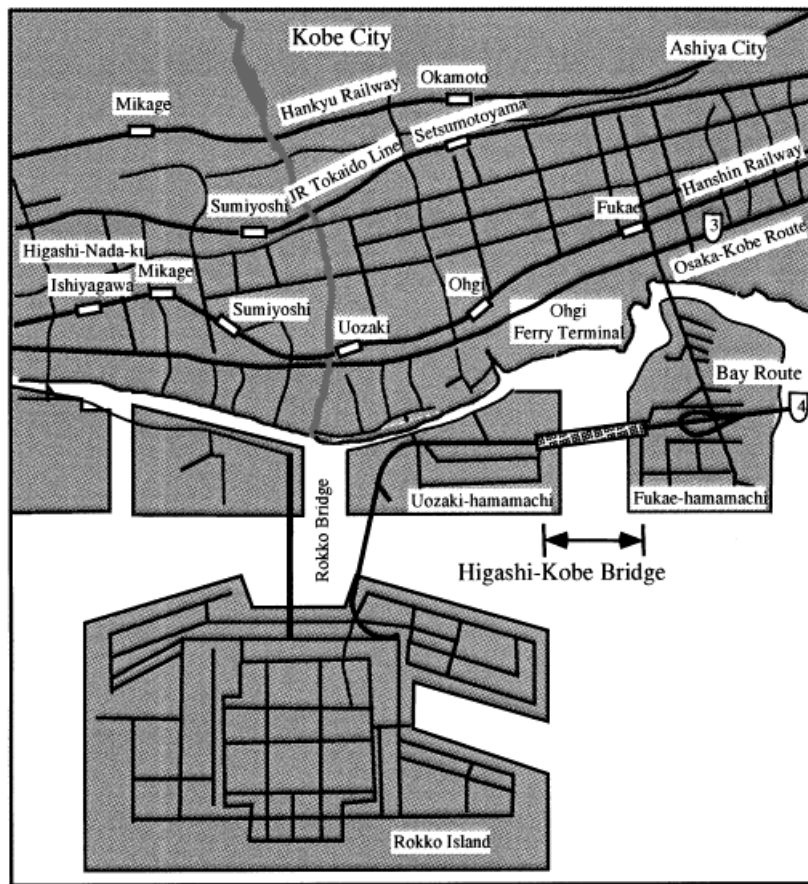 Kobe City
Ashiya City
Okamoto
Mikage
Hankyu Railway
Setsumotoyama
JR Tokaido Line
Hanshin Railway
Sumiyoshi
Fukae
3
Osaka-Kobe Route
Higashi-Nada-ku
Mikage
Ishiyagawa
Sumiyoshi
Ohgi
Uozaki
Ohgi
Ferry Terminal
Bay Route
4
Uozaki-hamamachi
Fukae-hamamachi
Rokko Bridge
Higashi-Kobe Bridge
Rokko Island